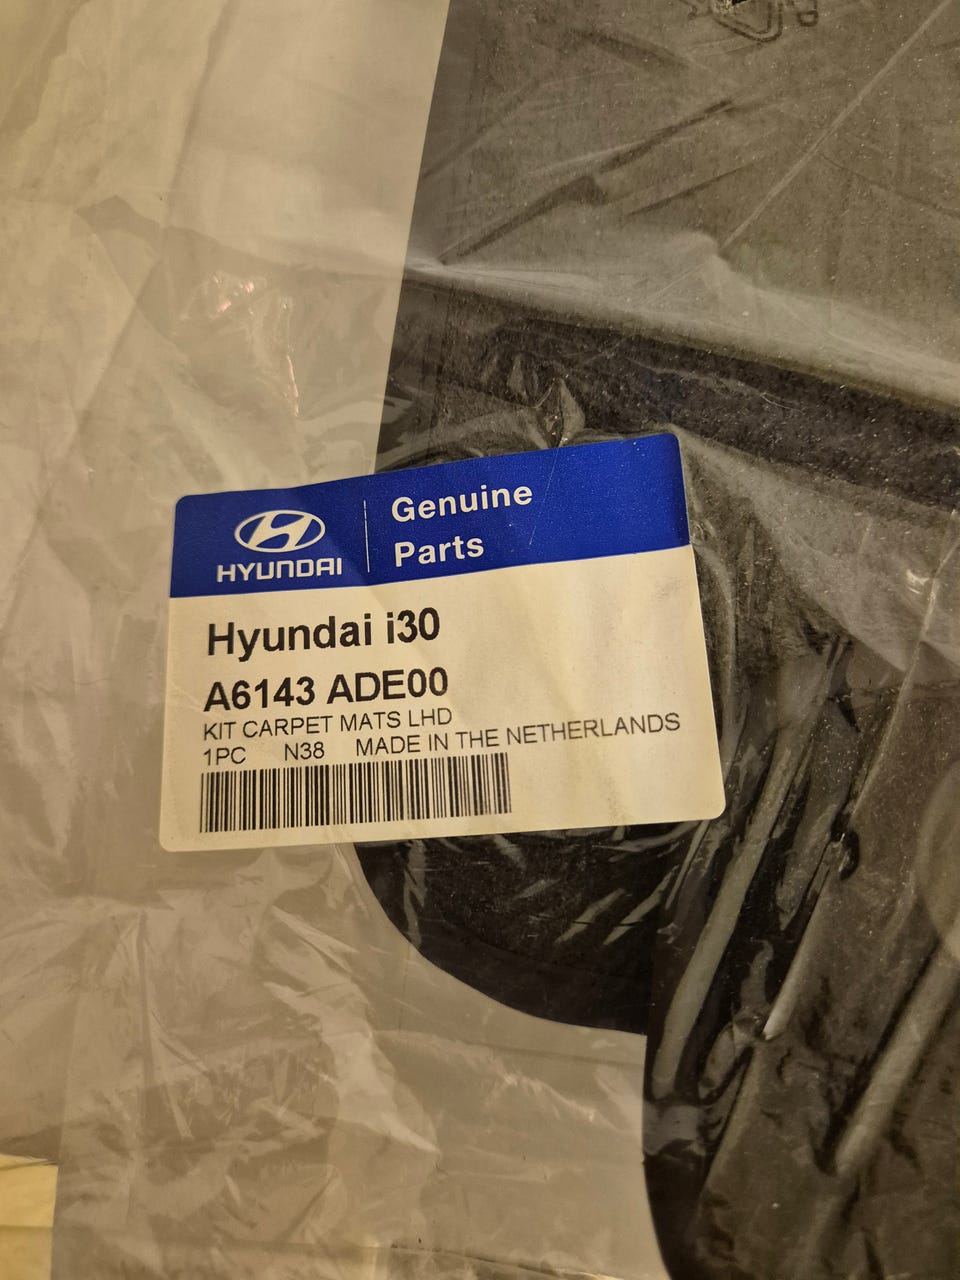 HYUNDAI
Genuine
Parts
Hyundai i30
A6143 ADE00
KIT CARPET MATS LHD
1PC N38 MADE IN THE NETHERLANDS